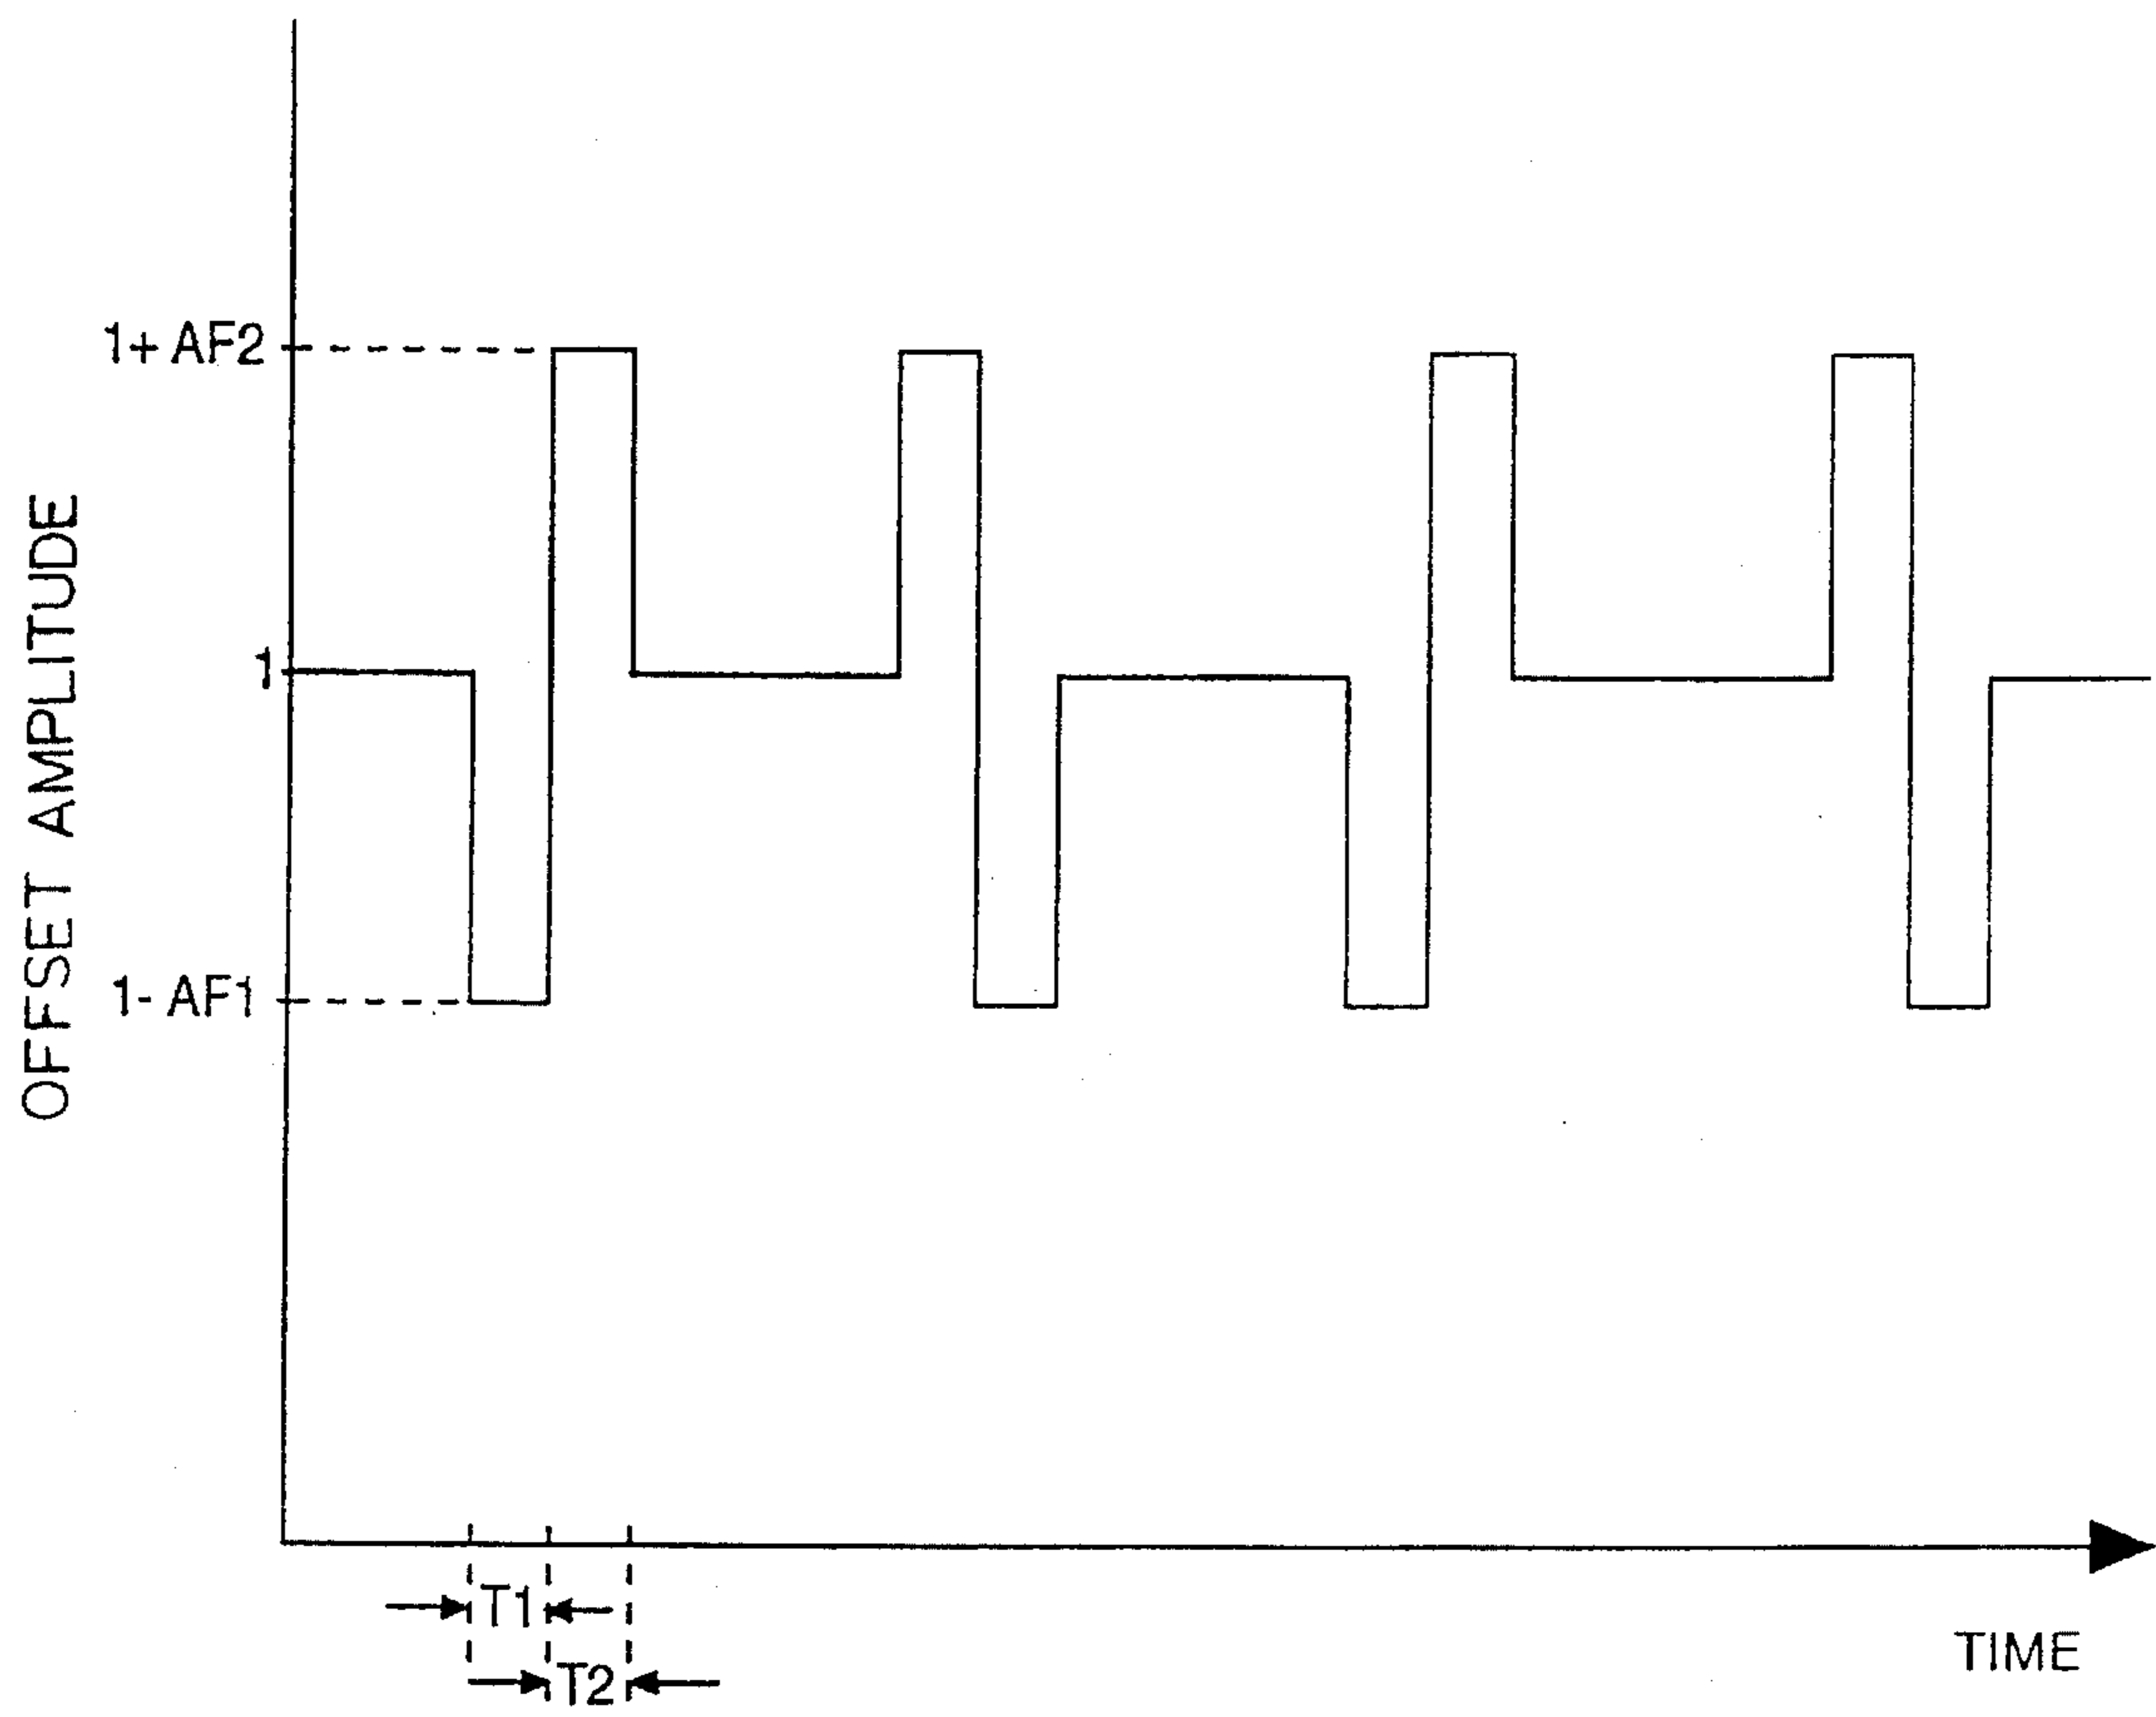 1+ AF2
1
OFFSET AMPLITUDE
1- AF1
T1
T2
TIME